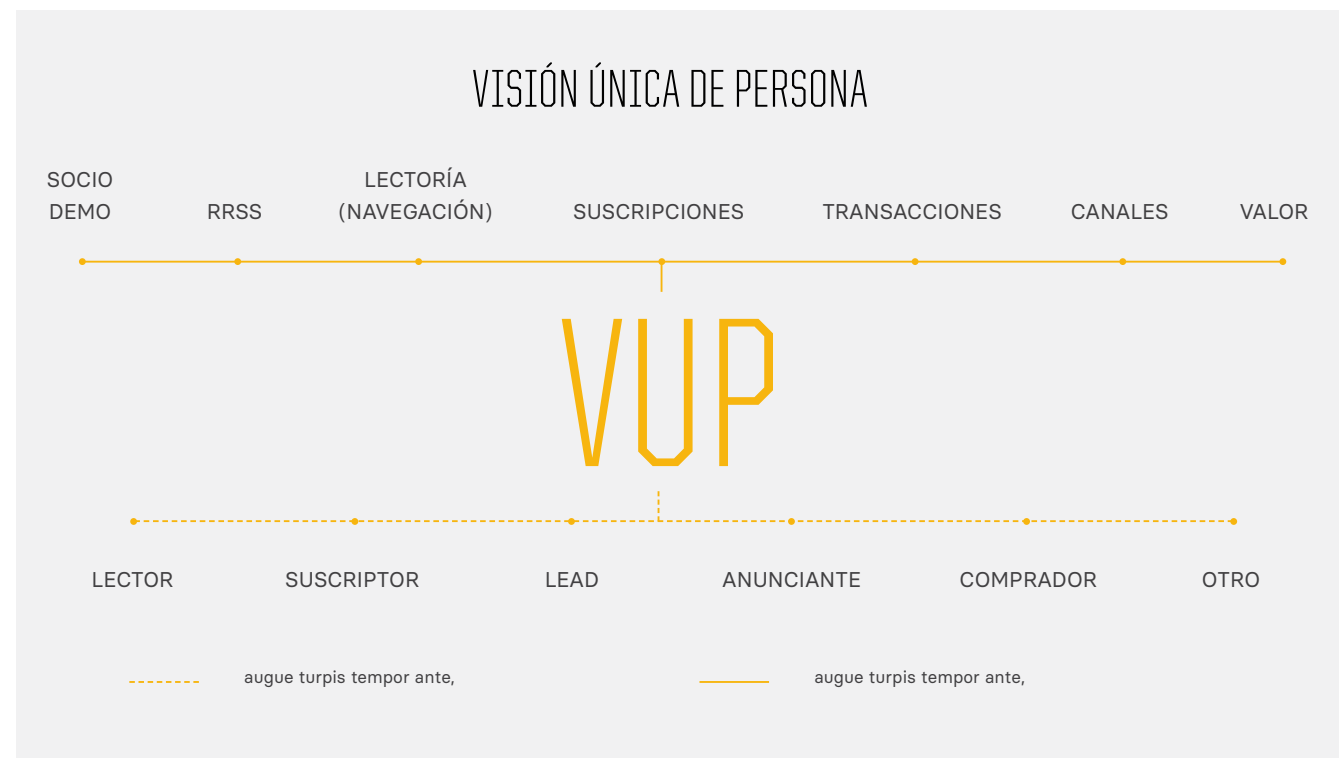 VISIÓN ÚNICA DE PERSONA
SOCIO
DEMO
RRSS
LECTORÍA
(NAVEGACIÓN)
SUSCRIPCIONES
TRANSACCIONES
CANALES
VALOR
VUP
LECTOR
SUSCRIPTOR
LEAD
ANUNCIANTE
COMPRADOR
OTRO
augue turpis tempor ante,
augue turpis tempor ante,